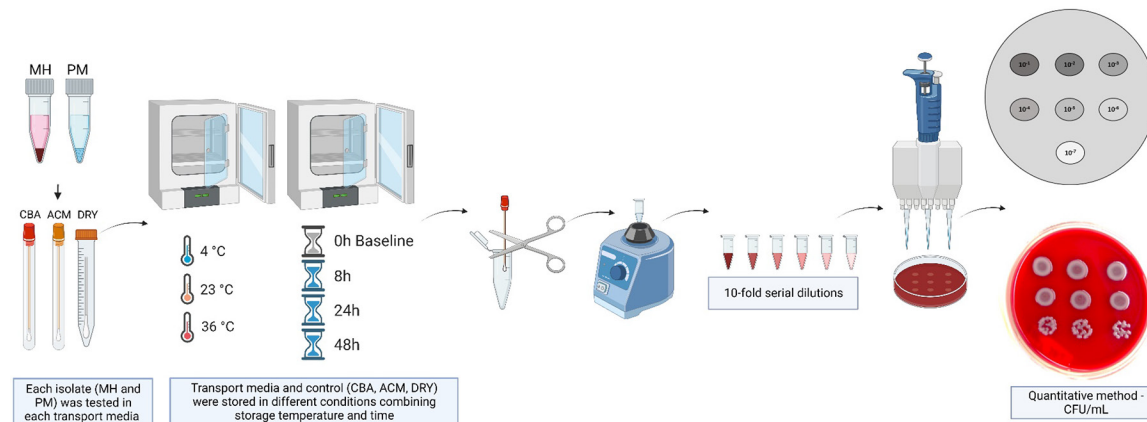 MH PM
CBA ACM DRY
4 °C
23 °C
36 °C
0h Baseline
8h
24h
48h
Each isolate (MH and
PM) was tested in
each transport media
Transport media and control (CBA, ACM, DRY)
were stored in different conditions combining
storage temperature and time
10-fold serial dilutions
10⁻¹ 10⁻² 10⁻³
10⁻⁴ 10⁻⁵ 10⁻⁶
10⁻⁷
Quantitative method -
CFU/mL